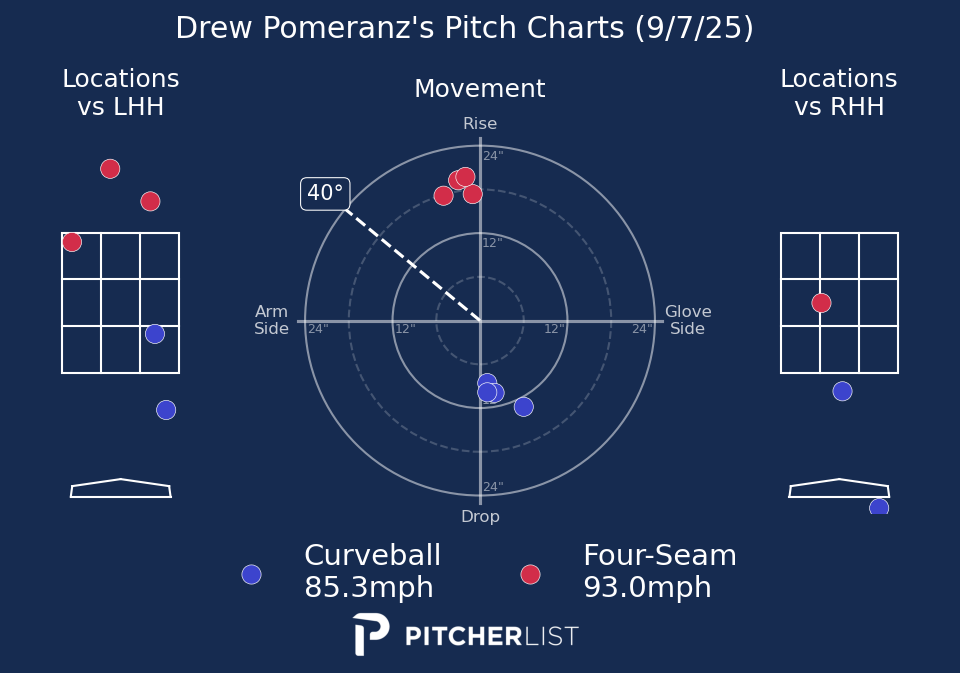 Drew Pomeranz's Pitch Charts (9/7/25)
Locations
vs LHH
Movement
Locations
vs RHH
Rise
24"
40°
12"
Arm
Side
24"
12"
12"
24"
Glove
Side
24"
Drop
Curveball
85.3mph
Four-Seam
93.0mph
PITCHERLIST